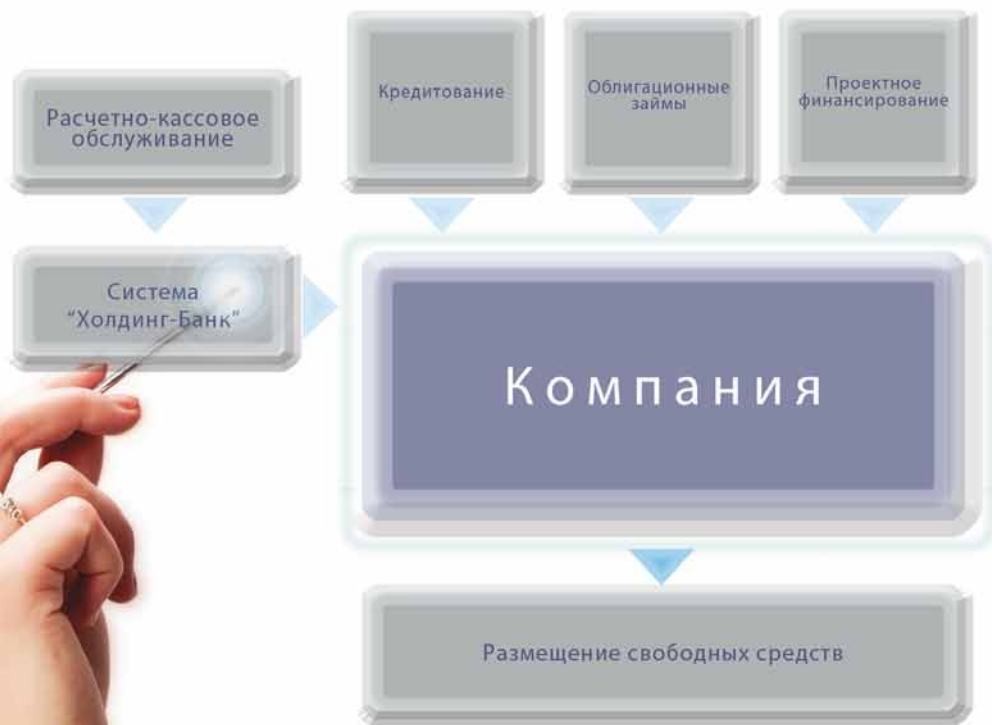 Расчетно-кассовое
обслуживание
Кредитование
Облигационные
займы
Проектное
финансирование
Система
“Холдинг-Банк”
Компания
Размещение свободных средств